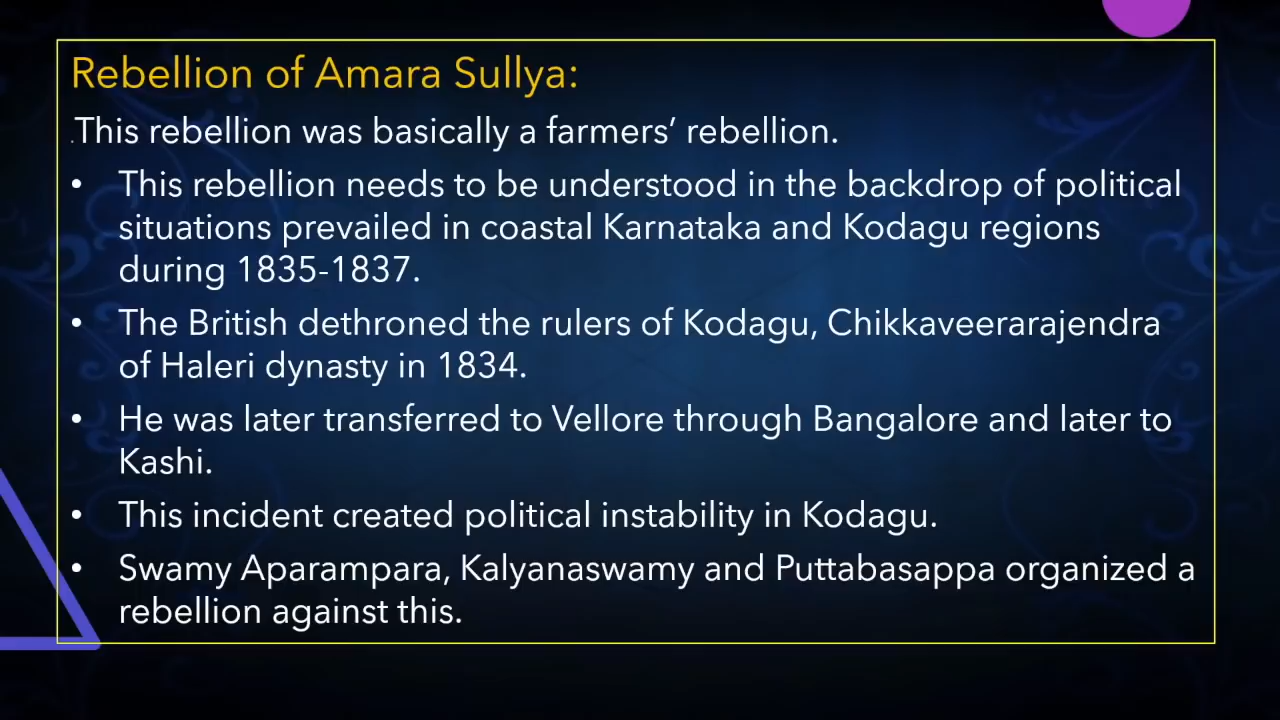 Rebellion of Amara Sullya:
.This rebellion was basically a farmers’ rebellion.
• This rebellion needs to be understood in the backdrop of political
situations prevailed in coastal Karnataka and Kodagu regions
during 1835-1837.
• The British dethroned the rulers of Kodagu, Chikkaveerarajendra
of Haleri dynasty in 1834.
• He was later transferred to Vellore through Bangalore and later to
Kashi.
• This incident created political instability in Kodagu.
• Swamy Aparampara, Kalyanaswamy and Puttabasappa organized a
rebellion against this.